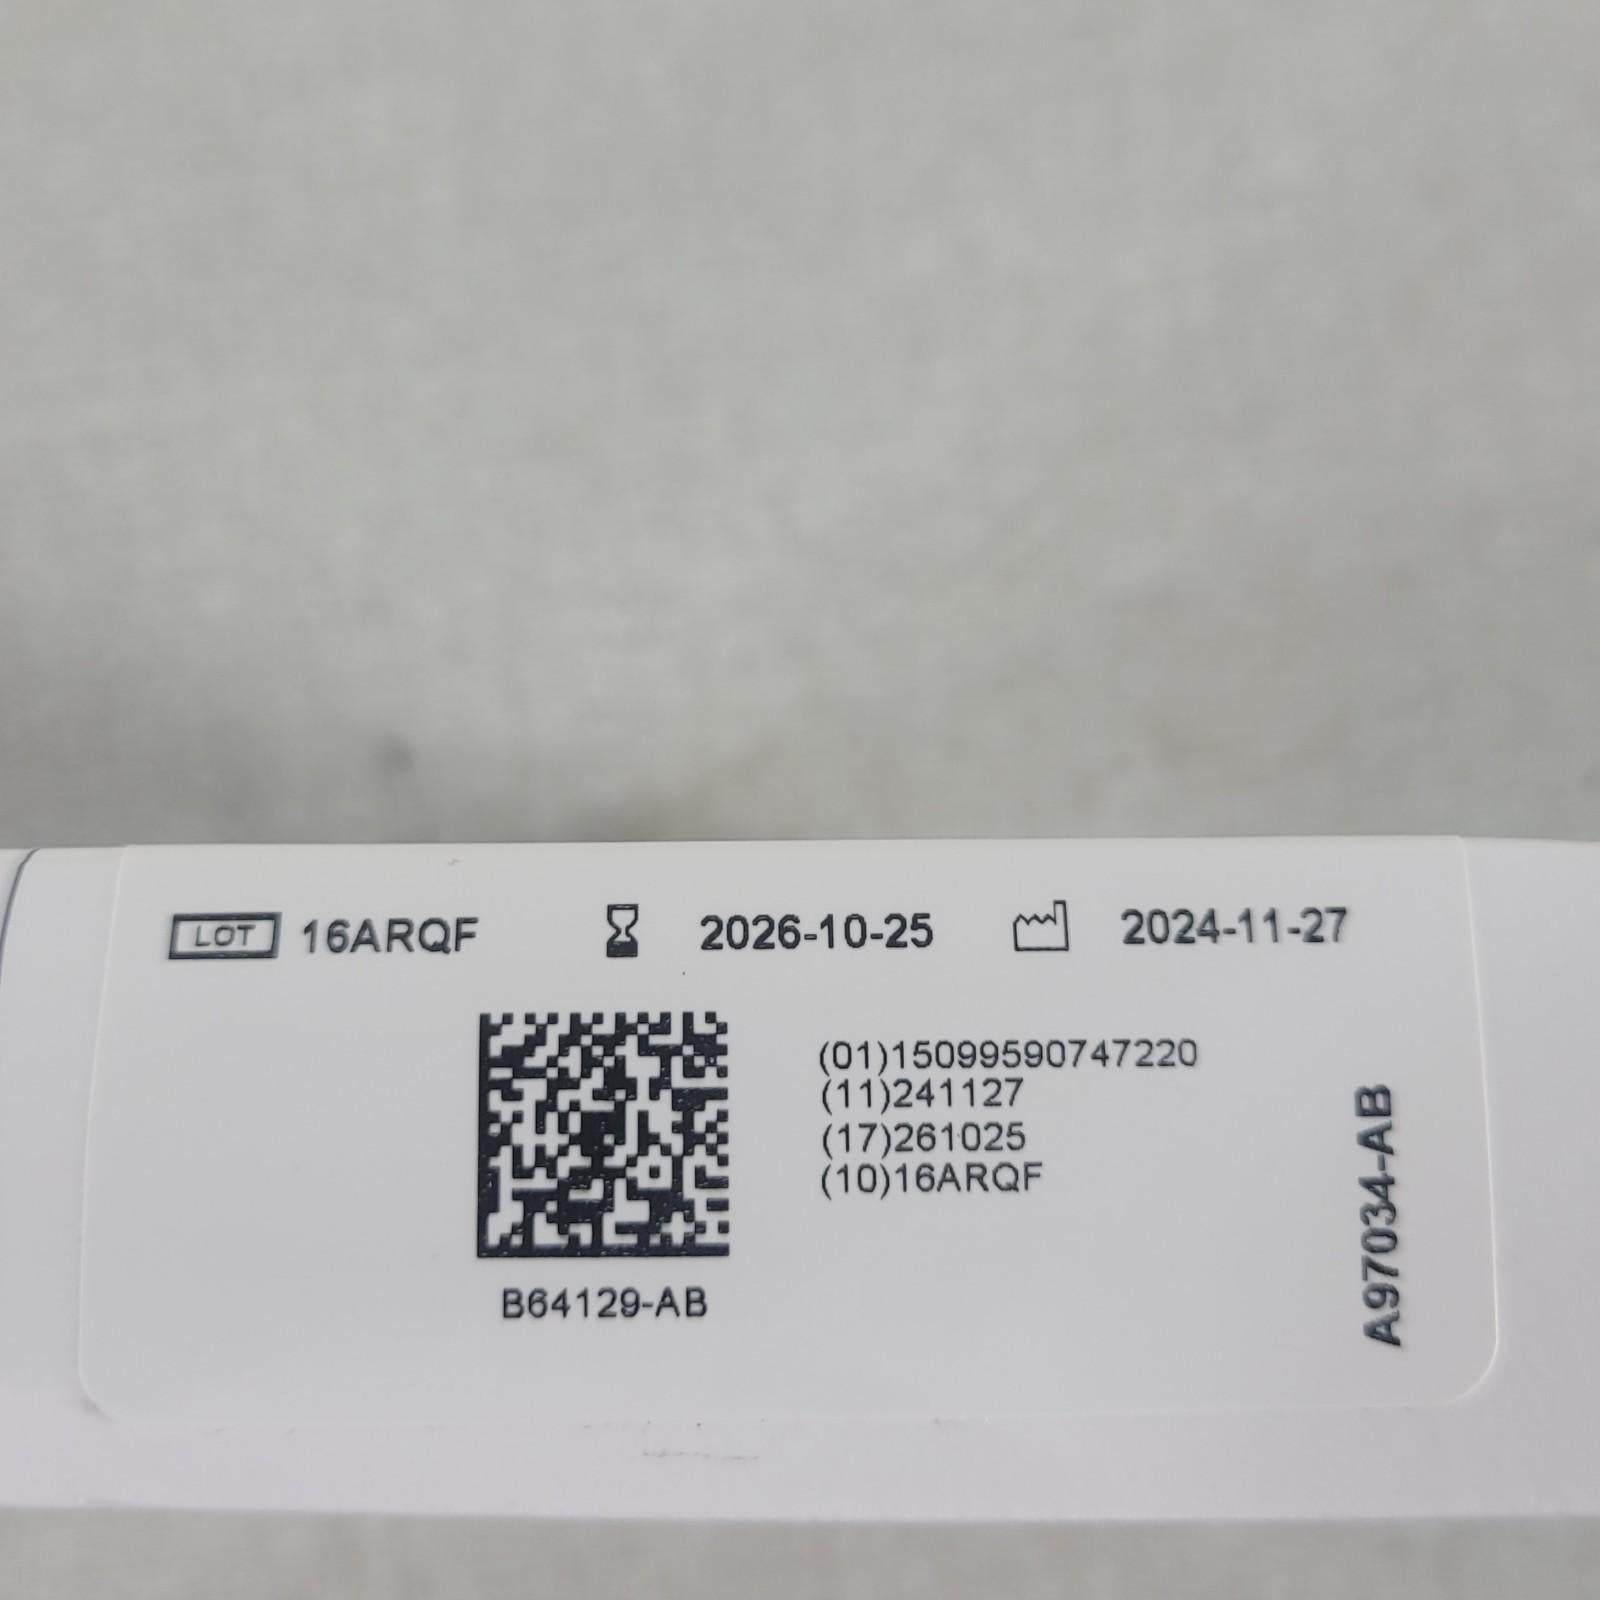 LOT 16ARQF 2026-10-25 2024-11-27
(01)15099590747220
(11)241127
(17)261025
(10)16ARQF
B64129-AB
A97034-AB